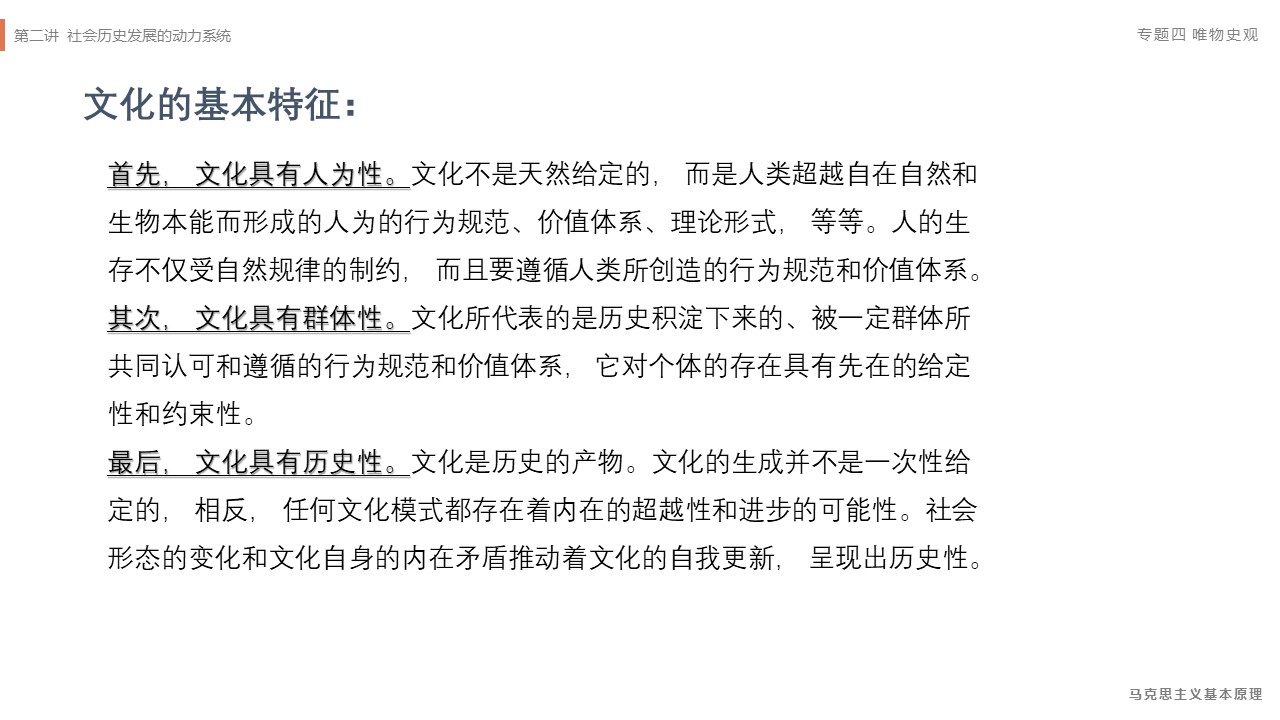 第二讲 社会历史发展的动力系统
专题四 唯物史观
文化的基本特征：
首先， 文化具有人为性。文化不是天然给定的， 而是人类超越自在自然和
生物本能而形成的人为的行为规范、价值体系、理论形式， 等等。人的生
存不仅受自然规律的制约， 而且要遵循人类所创造的行为规范和价值体系。
其次， 文化具有群体性。文化所代表的是历史积淀下来的、被一定群体所
共同认可和遵循的行为规范和价值体系， 它对个体的存在具有先在的给定
性和约束性。
最后， 文化具有历史性。文化是历史的产物。文化的生成并不是一次性给
定的， 相反， 任何文化模式都存在着内在的超越性和进步的可能性。社会
形态的变化和文化自身的内在矛盾推动着文化的自我更新， 呈现出历史性。
马克思主义基本原理